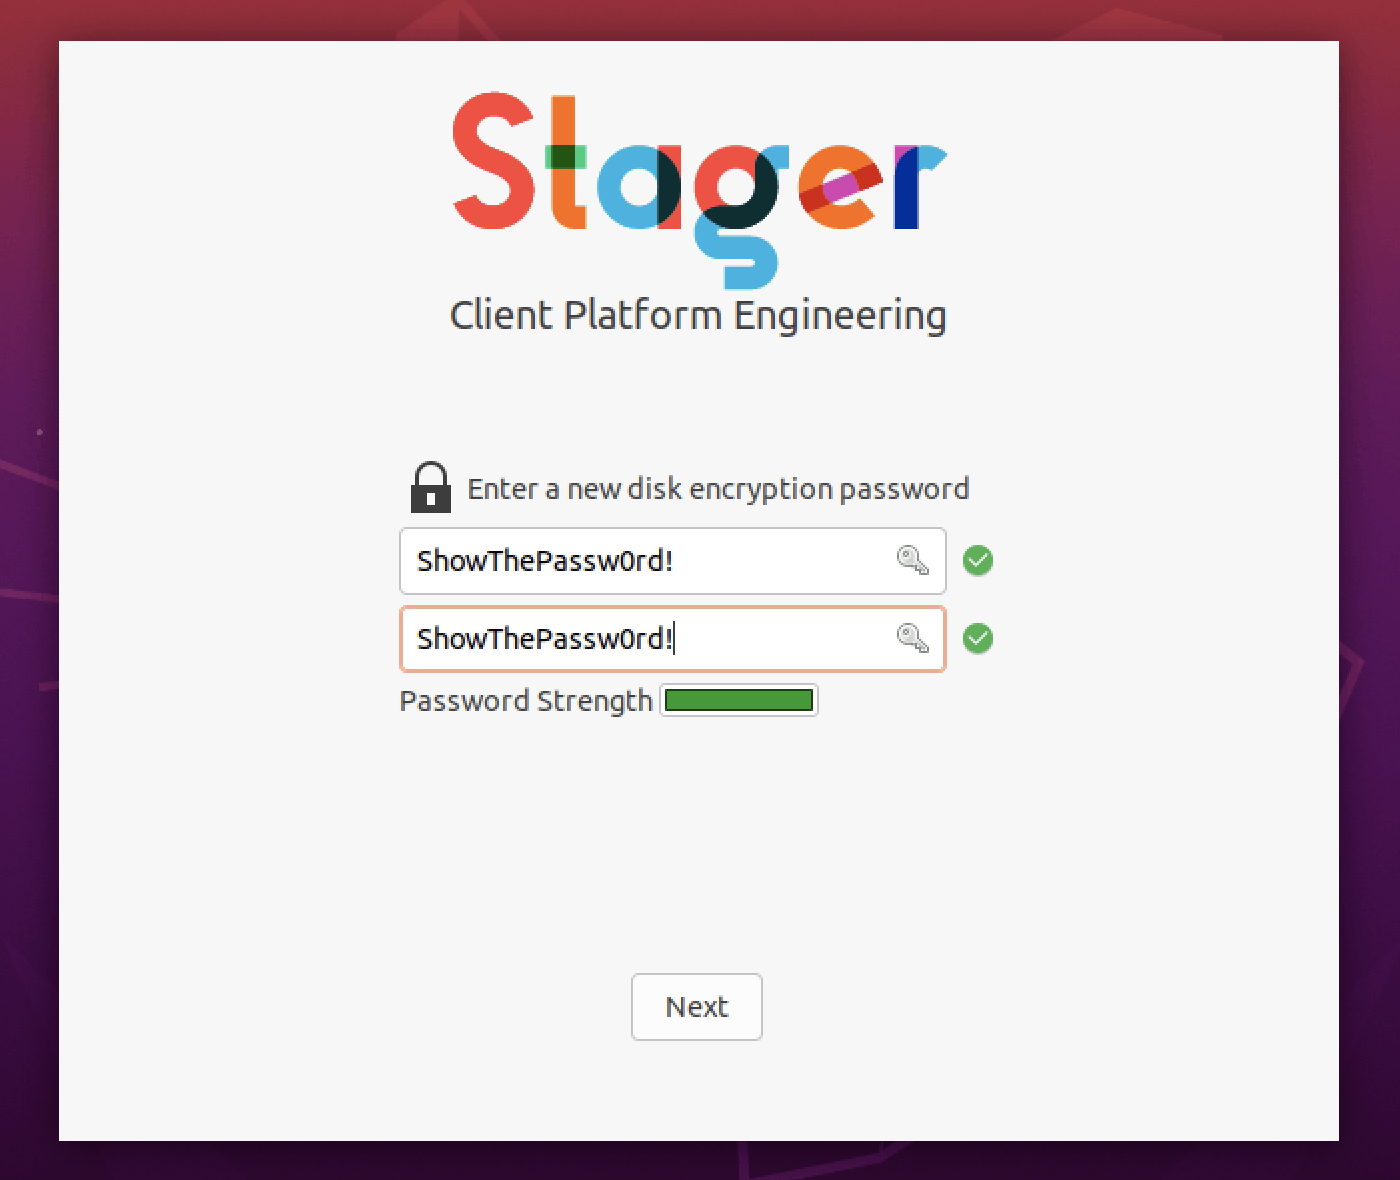 Stager
Client Platform Engineering
Enter a new disk encryption password
ShowThePassw0rd!
ShowThePassw0rd!
Password Strength
Next